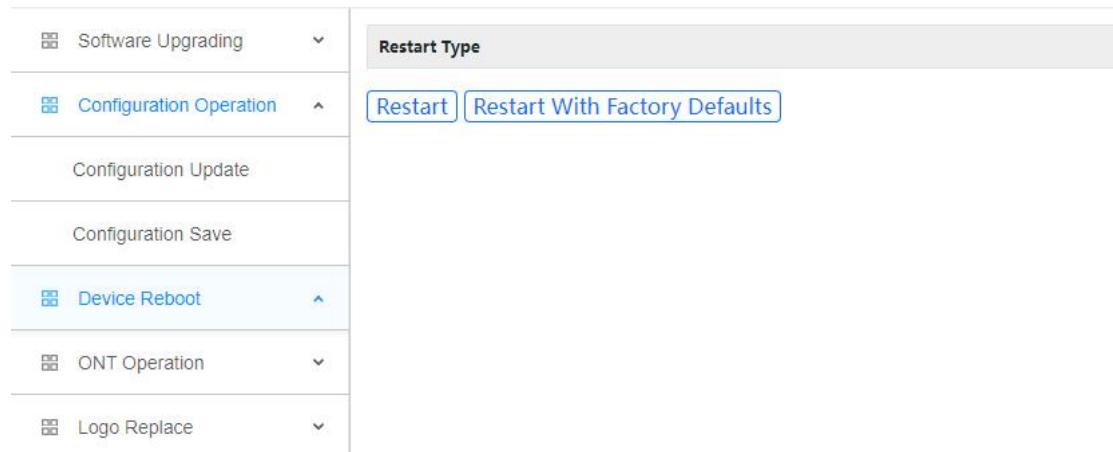 Software Upgrading
Configuration Operation
Configuration Update
Configuration Save
Device Reboot
ONT Operation
Logo Replace
Restart Type
Restart Restart With Factory Defaults